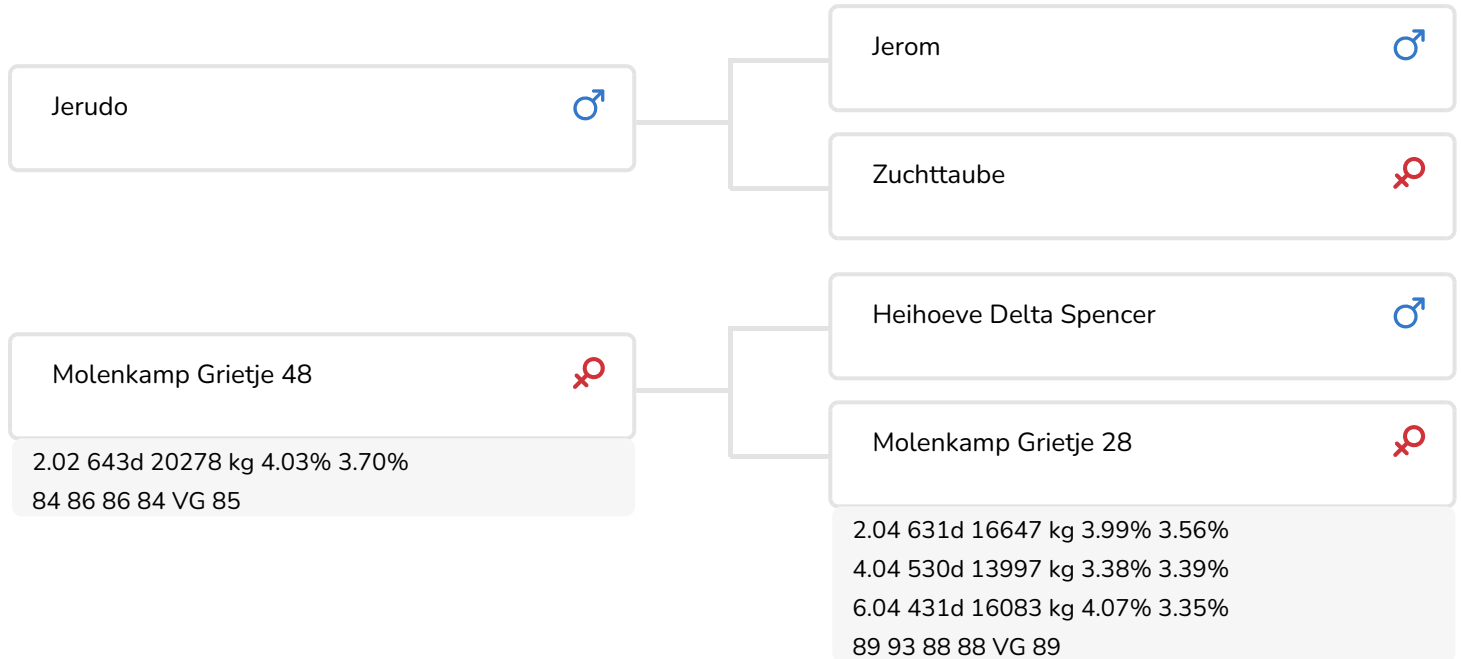 Jerudo
Jerom
Zuchttaube
Molenkamp Grietje 48
2.02 643d 20278 kg 4.03% 3.70%
84 86 86 84 VG 85
Heihoeve Delta Spencer
Molenkamp Grietje 28
2.04 631d 16647 kg 3.99% 3.56%
4.04 530d 13997 kg 3.38% 3.39%
6.04 431d 16083 kg 4.07% 3.35%
89 93 88 88 VG 89